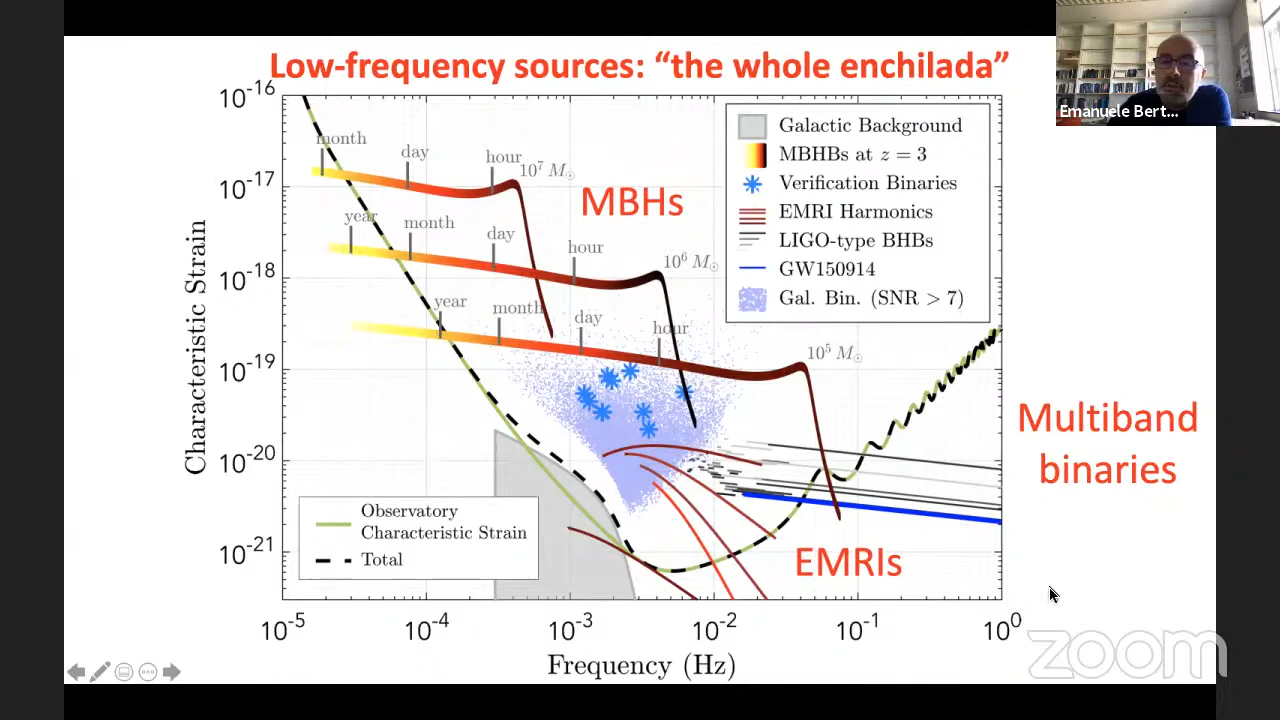 Low-frequency sources: “the whole enchilada”
Emanuele Bert...
10^-16
10^-17
10^-18
10^-19
10^-20
10^-21
Characteristic Strain
month
day
hour
10^7 M☉
MBHs
year
month
day
hour
10^6 M☉
year
month
day
hour
10^5 M☉
Galactic Background
MBHBs at z = 3
Verification Binaries
EMRI Harmonics
LIGO-type BHBs
GW150914
Gal. Bin. (SNR > 7)
Multiband
binaries
Observatory
Characteristic Strain
Total
EMRIs
10^-5
10^-4
10^-3
10^-2
10^-1
10^0
Frequency (Hz)
zoom